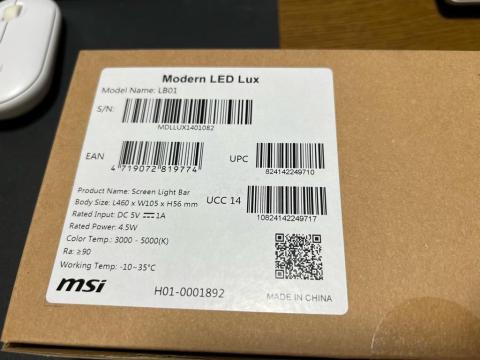 Modern LED Lux
Model Name: LB01
S/N:
MDLLUX1401082
EAN
4 719072 819774
UPC
824142249710
Product Name: Screen Light Bar
Body Size: L460 x W105 x H56 mm
UCC 14
10824142249717
Rated Input: DC 5V ⎓ 1A
Rated Power: 4.5W
Color Temp.: 3000 - 5000(K)
Ra: ≥90
Working Temp: -10~35°C
msi
H01-0001892
MADE IN CHINA